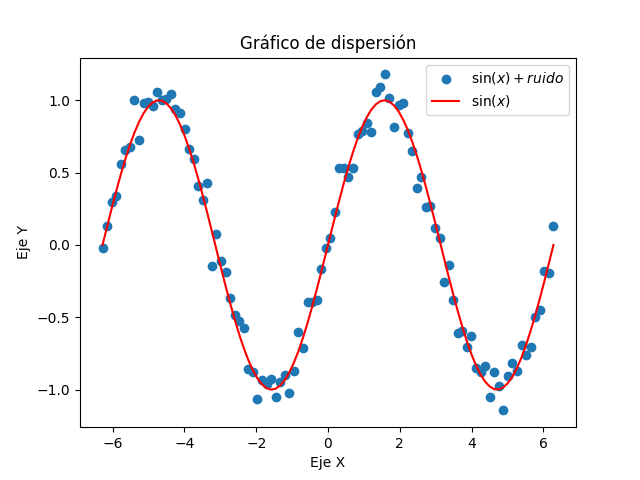 Gráfico de dispersión
sin(x) + ruido
sin(x)
Eje Y
1.0
0.5
0.0
−0.5
−1.0
−6 −4 −2 0 2 4 6
Eje X